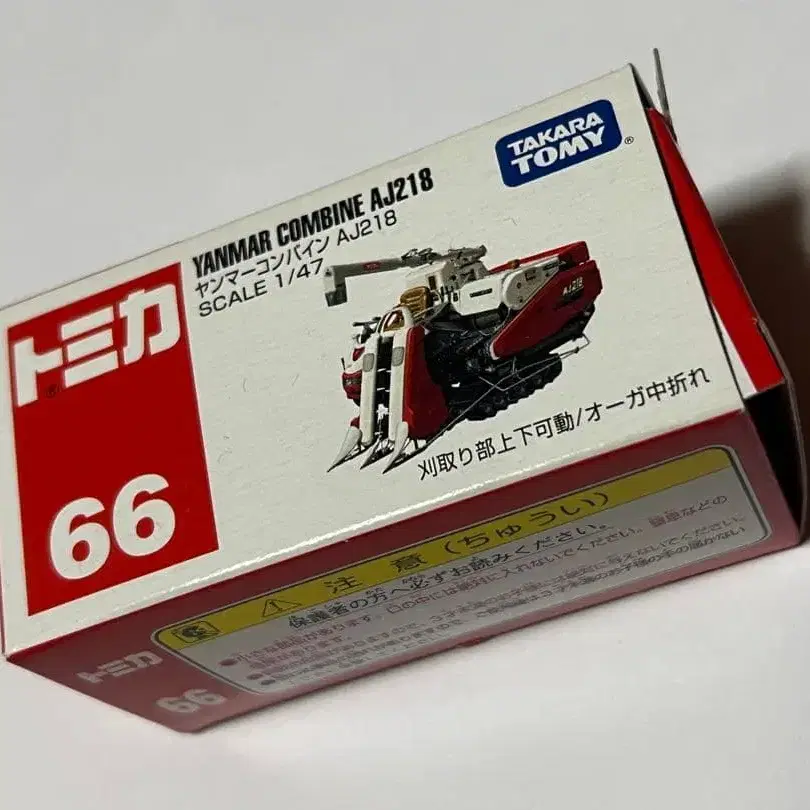 TAKARA
TOMY
YANMAR COMBINE AJ218
ヤンマーコンバイン AJ218
SCALE 1/47
トミカ
66
AJ218
刈取り部上下可動/オーガ中折れ
注意(ちゅうい)
保護者の方へ必ずお読みください。
トミカ
66